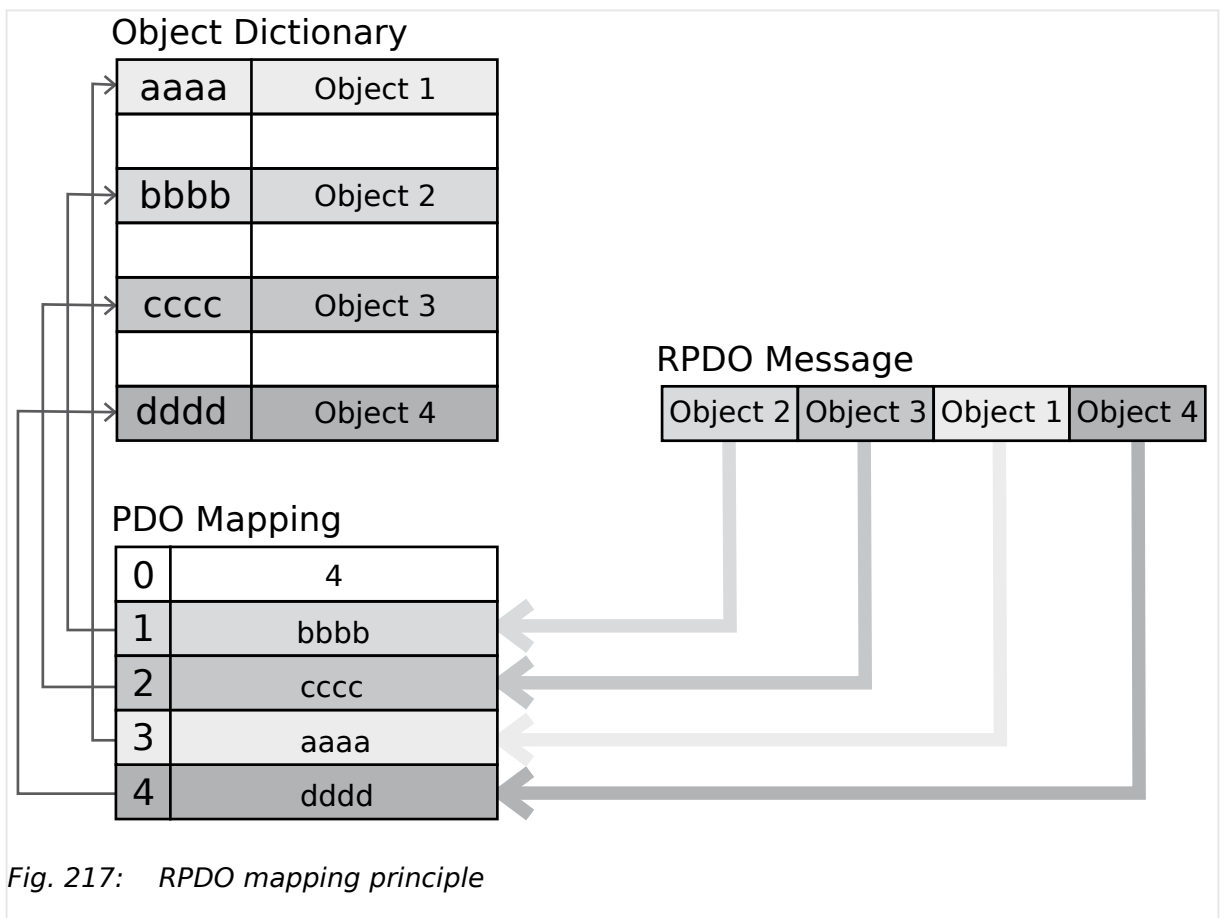 Object Dictionary
aaaa Object 1
bbbb Object 2
cccc Object 3
dddd Object 4
RPDO Message
Object 2 Object 3 Object 1 Object 4
PDO Mapping
0 4
1 bbbb
2 cccc
3 aaaa
4 dddd
Fig. 217: RPDO mapping principle